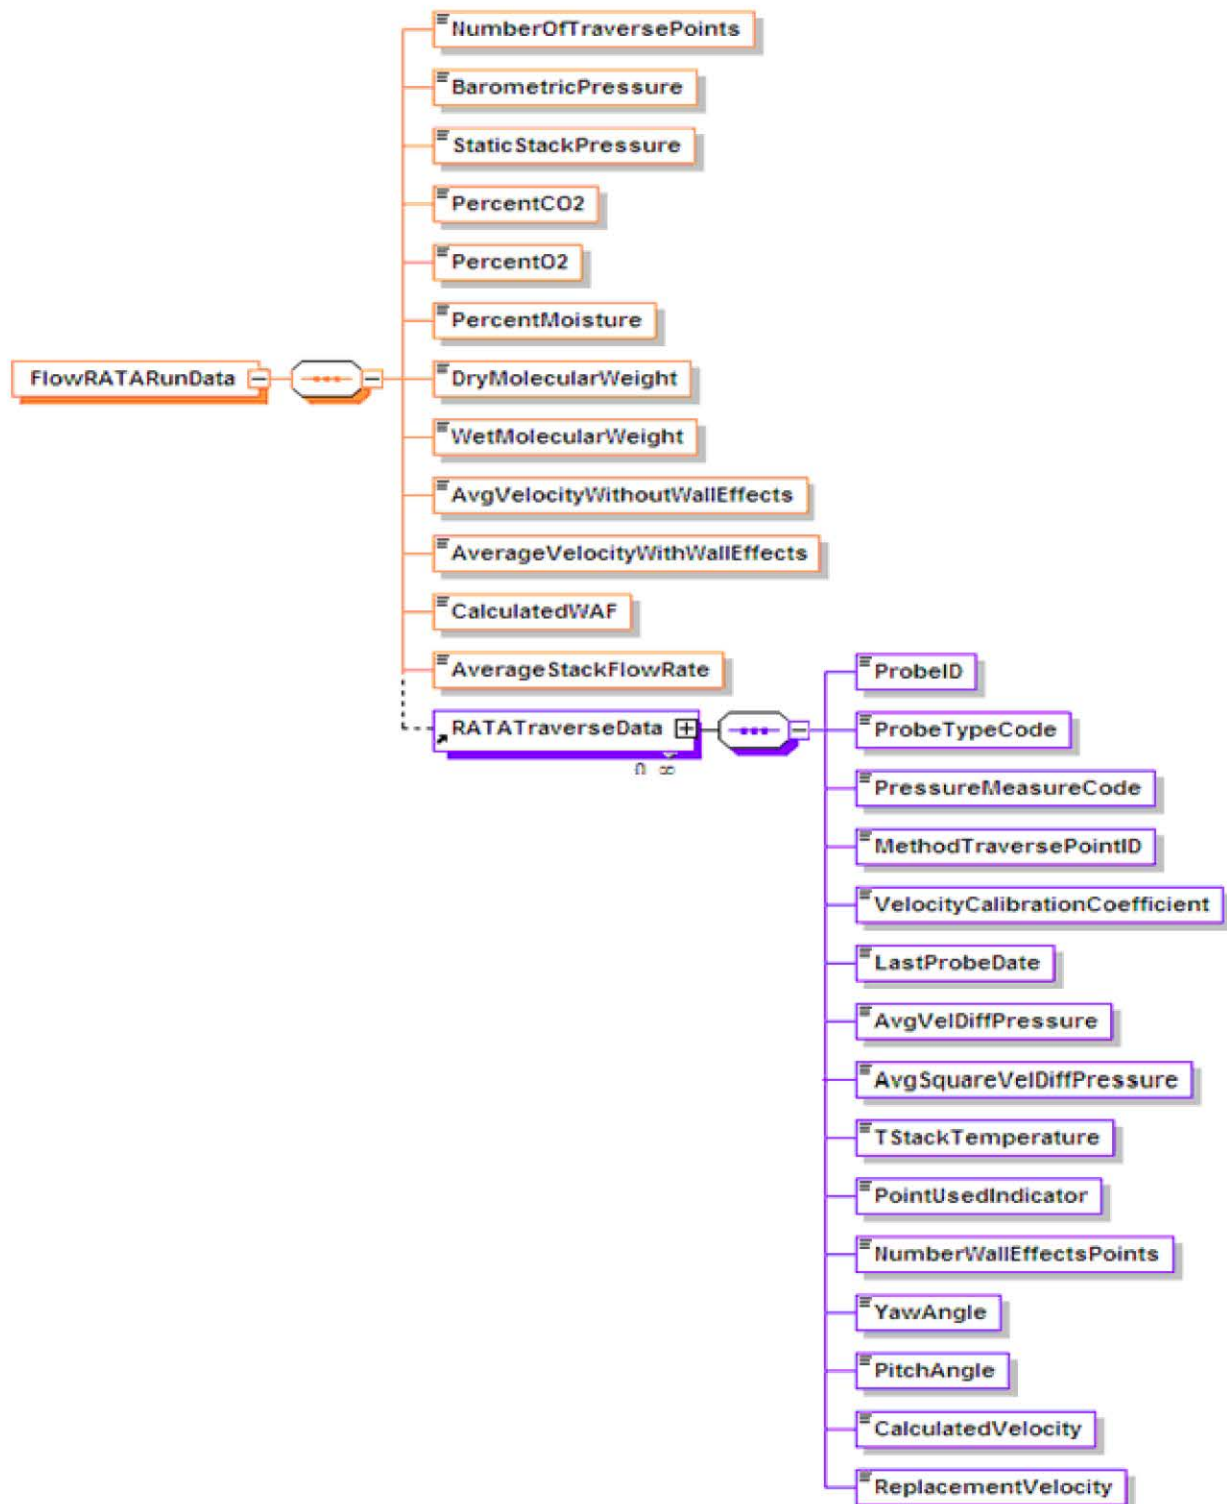 NumberOfTraversePoints
BarometricPressure
StaticStackPressure
PercentCO2
PercentO2
PercentMoisture
FlowRATARunData
DryMolecularWeight
WetMolecularWeight
AvgVelocityWithoutWallEffects
AverageVelocityWithWallEffects
CalculatedWAF
AverageStackFlowRate
RATATraverseData
ProbeID
ProbeTypeCode
PressureMeasureCode
MethodTraversePointID
VelocityCalibrationCoefficient
LastProbeDate
AvgVelDiffPressure
AvgSquareVelDiffPressure
TStackTemperature
PointUsedIndicator
NumberWallEffectsPoints
YawAngle
PitchAngle
CalculatedVelocity
ReplacementVelocity